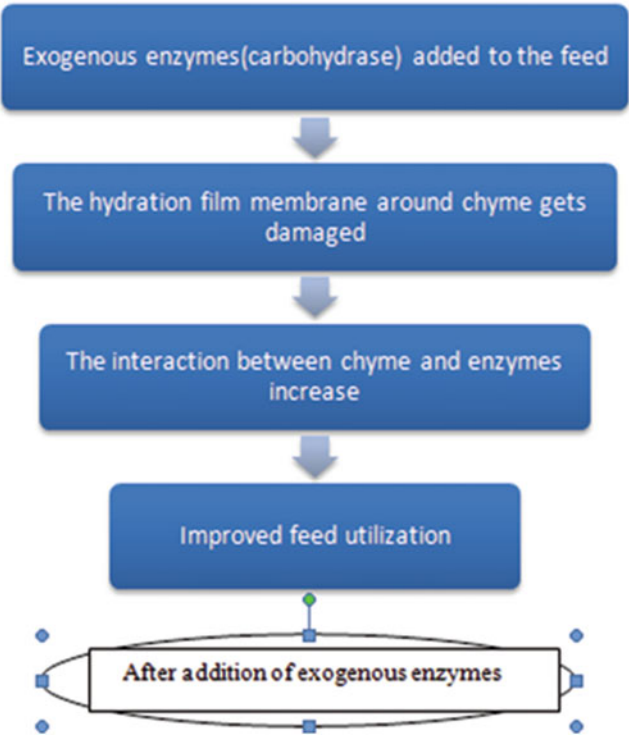 Exogenous enzymes(carbohydrase) added to the feed
The hydration film membrane around chyme gets
damaged
The interaction between chyme and enzymes
increase
Improved feed utilization
After addition of exogenous enzymes